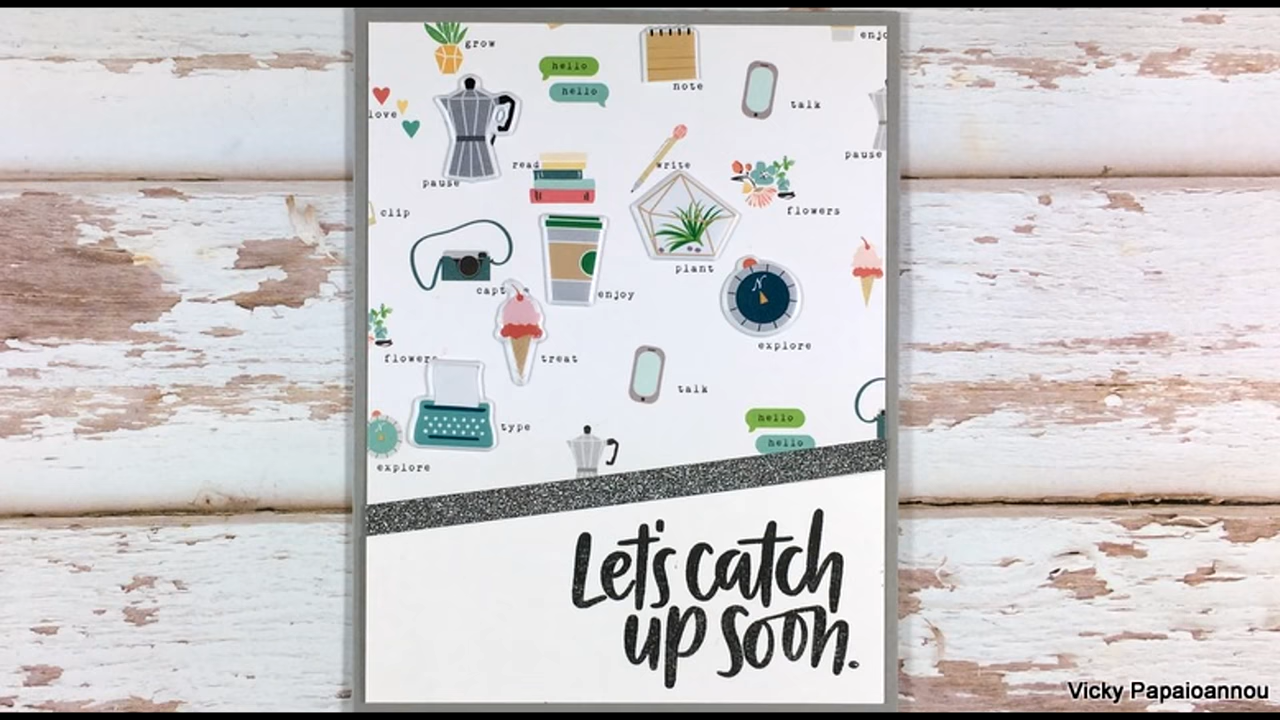 grow
enjo
hello
hello
note
talk
love
pause
pause
read
write
clip
flowers
plant
capt e
enjoy
explore
flowers
treat
talk
type
hello
hello
explore
N
Let's catch
up soon.
Vicky Papaioannou